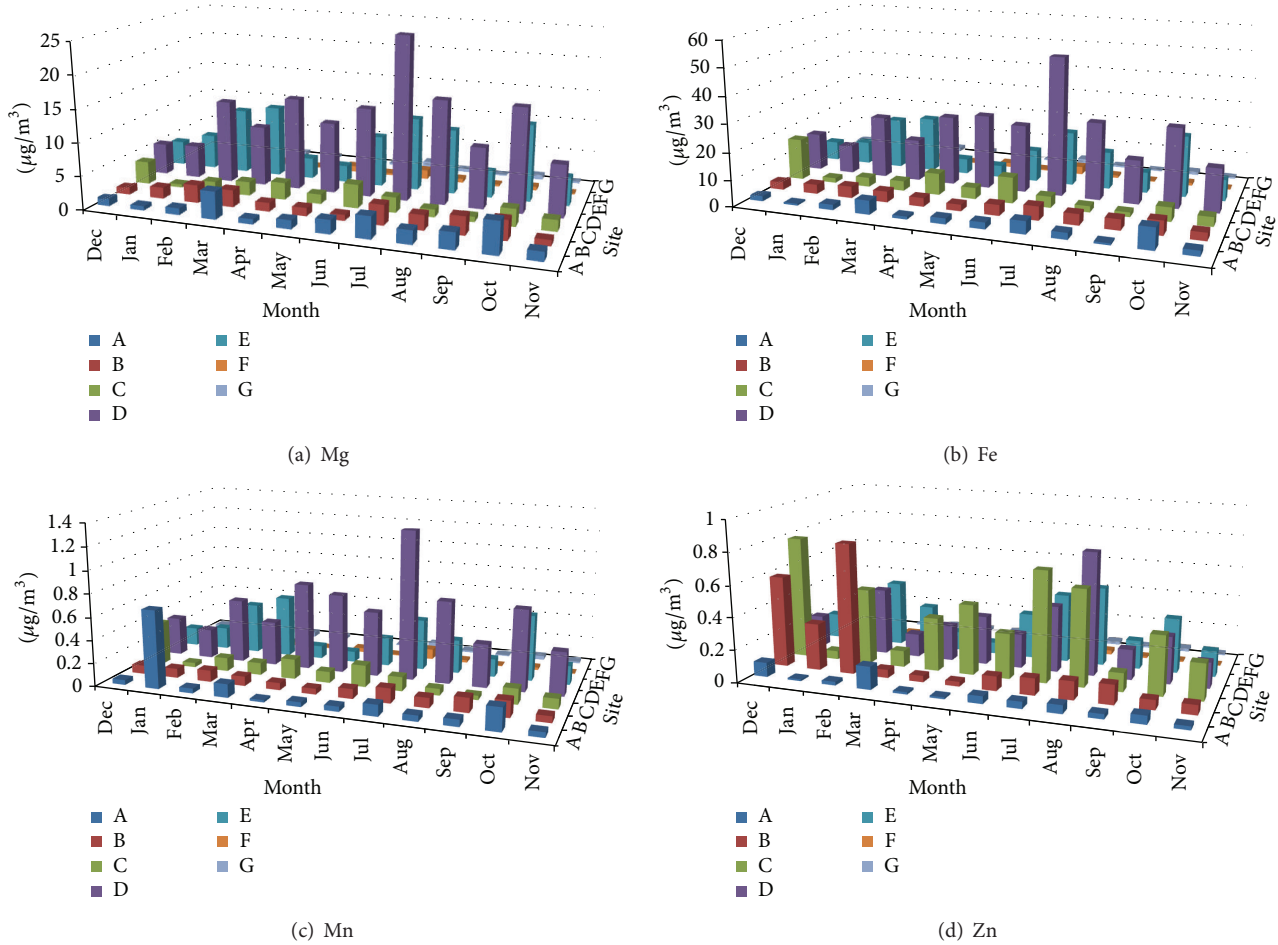 25
20
15
10
5
0
(μg/m³)
Dec
Jan
Feb
Mar
Apr
May
Jun
Jul
Aug
Sep
Oct
Nov
Month
A
B
C
D
E
F
G
Site
A
B
C
D
E
F
G
(a) Mg
60
50
40
30
20
10
0
(μg/m³)
Dec
Jan
Feb
Mar
Apr
May
Jun
Jul
Aug
Sep
Oct
Nov
Month
A
B
C
D
E
F
G
Site
A
B
C
D
E
F
G
(b) Fe
1.4
1.2
1
0.8
0.6
0.4
0.2
0
(μg/m³)
Dec
Jan
Feb
Mar
Apr
May
Jun
Jul
Aug
Sep
Oct
Nov
Month
A
B
C
D
E
F
G
Site
A
B
C
D
E
F
G
(c) Mn
1
0.8
0.6
0.4
0.2
0
(μg/m³)
Dec
Jan
Feb
Mar
Apr
May
Jun
Jul
Aug
Sep
Oct
Nov
Month
A
B
C
D
E
F
G
Site
A
B
C
D
E
F
G
(d) Zn